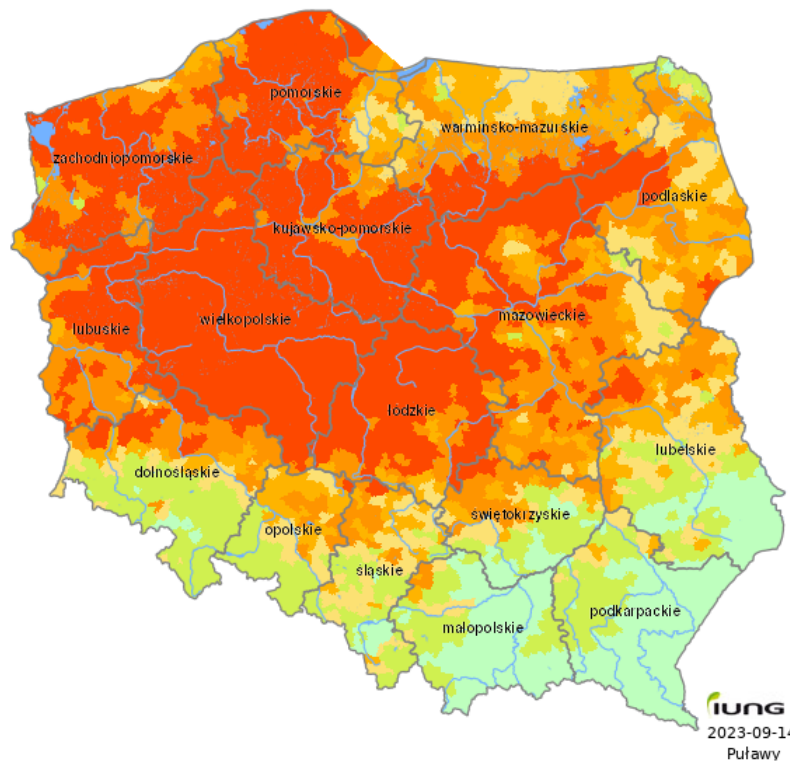 pomorskie
warmińsko-mazurskie
zachodniopomorskie
podlaskie
kujawsko-pomorskie
mazowieckie
wielkopolskie
lubuskie
łódzkie
lubelskie
dolnośląskie
świętokrzyskie
opolskie
śląskie
podkarpackie
małopolskie
IUNG
2023-09-14
Puławy